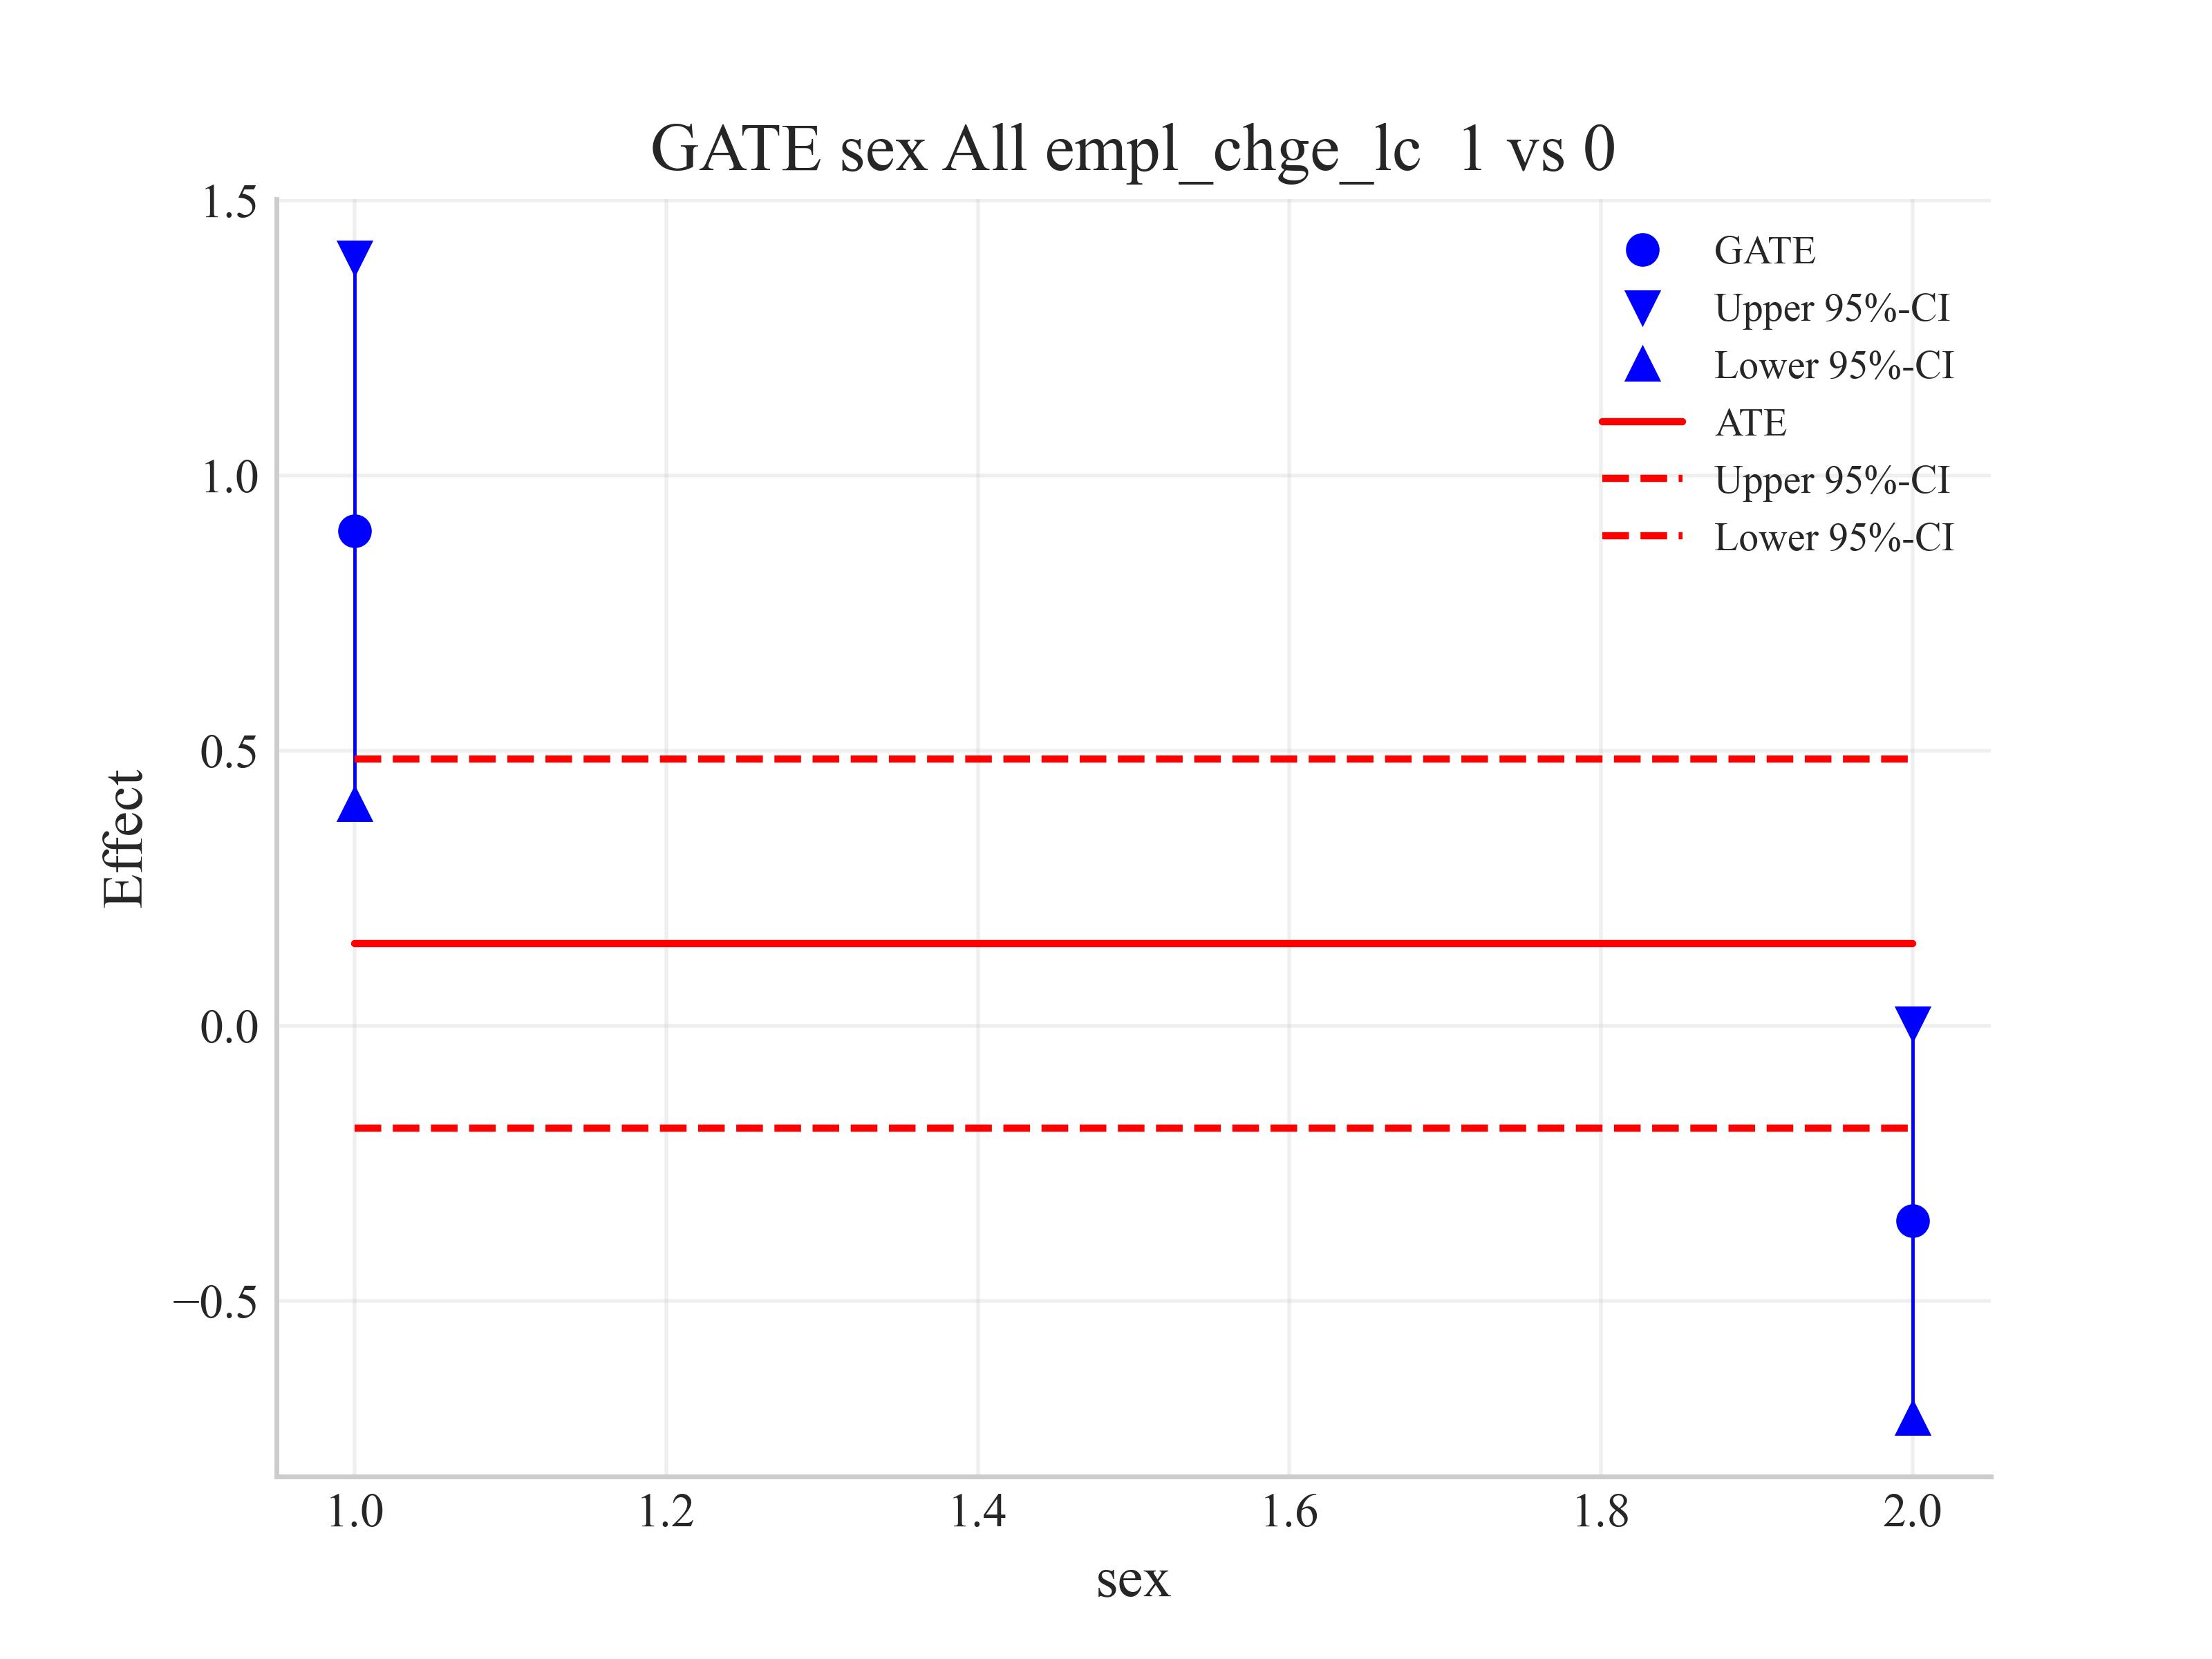 GATE sex All empl_chge_lc  1 vs 0
1.5
1.0
0.5
0.0
−0.5
Effect
GATE
Upper 95%-CI
Lower 95%-CI
ATE
Upper 95%-CI
Lower 95%-CI
1.0
1.2
1.4
1.6
1.8
2.0
sex